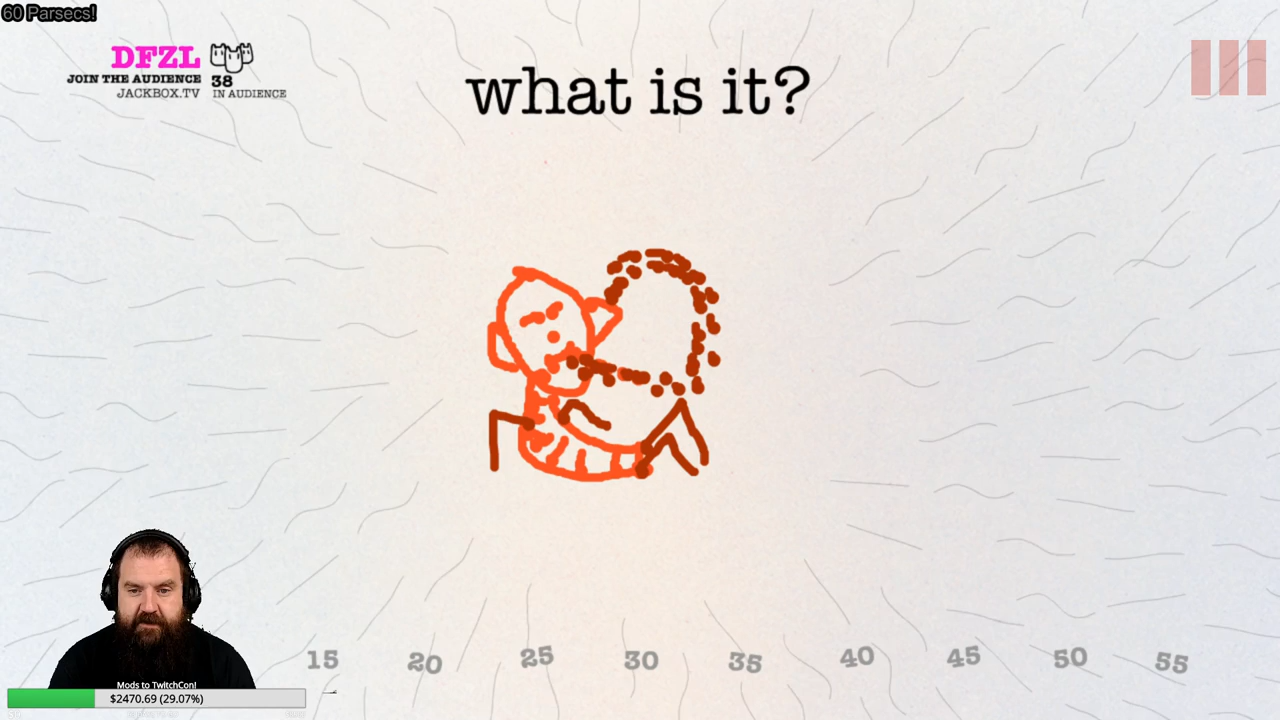 60 Parsecs!
DFZL
JOIN THE AUDIENCE
JACKBOX.TV
38
IN AUDIENCE
what is it?
15 20 25 30 35 40 45 50 55
Mods to TwitchCon!
$2470.69 (29.07%)